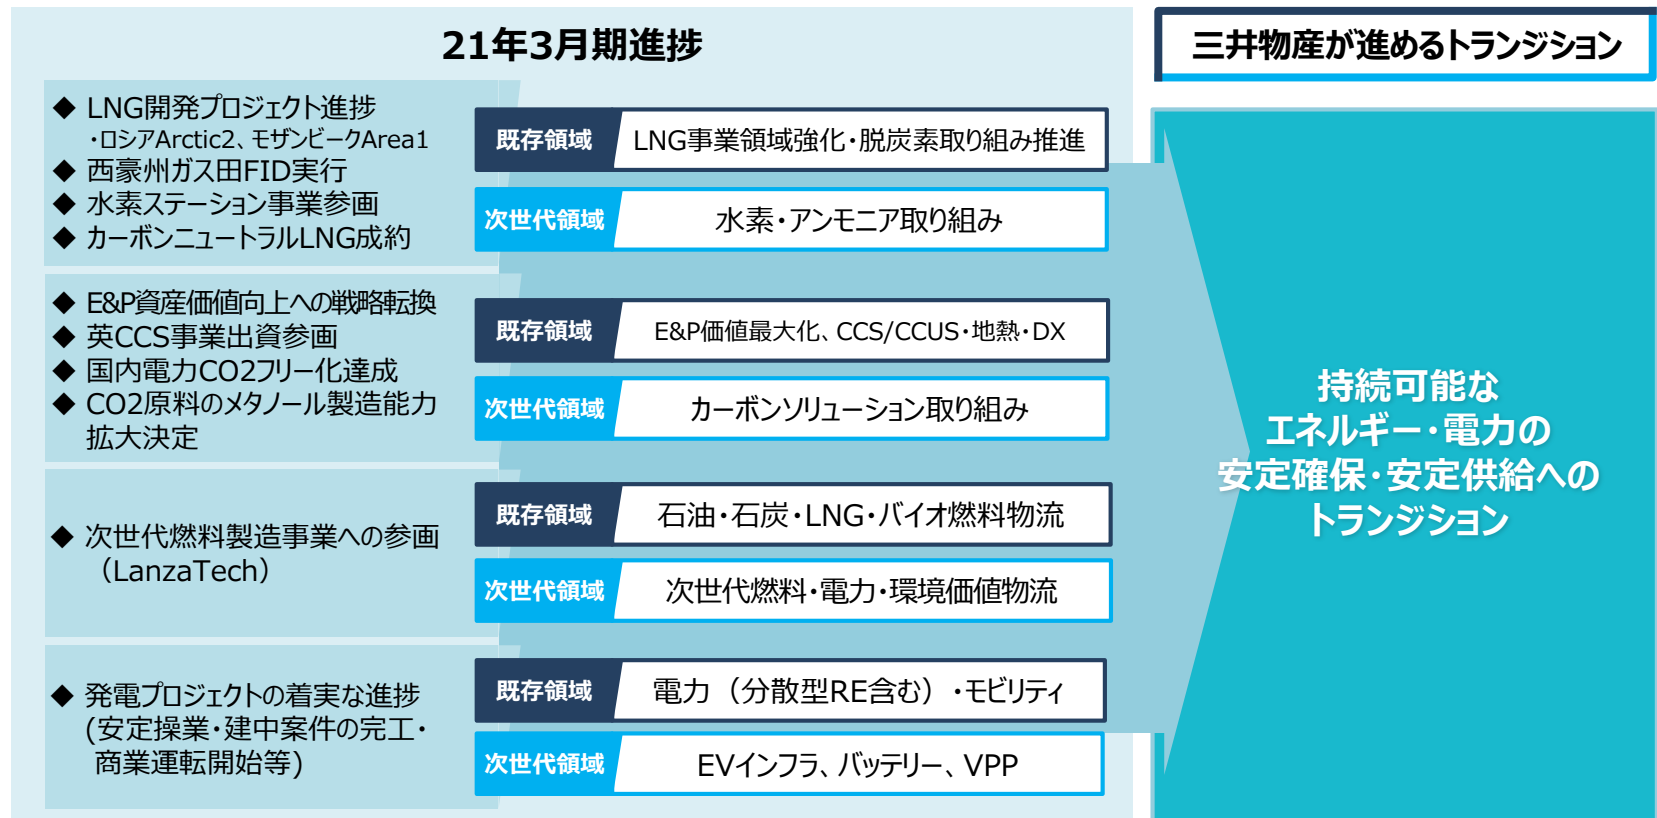 21年3月期進捗
三井物産が進めるトランジション
◆ LNG開発プロジェクト進捗
・ロシアArctic2、モザンビークArea1
◆ 西豪州ガス田FID実行
◆ 水素ステーション事業参画
◆ カーボンニュートラルLNG成約
既存領域
LNG事業領域強化・脱炭素取り組み推進
次世代領域
水素・アンモニア取り組み
◆ E&P資産価値向上への戦略転換
◆ 英CCS事業出資参画
◆ 国内電力CO2フリー化達成
◆ CO2原料のメタノール製造能力
拡大決定
既存領域
E&P価値最大化、CCS/CCUS・地熱・DX
次世代領域
カーボンソリューション取り組み
◆ 次世代燃料製造事業への参画
（LanzaTech）
既存領域
石油・石炭・LNG・バイオ燃料物流
次世代領域
次世代燃料・電力・環境価値物流
◆ 発電プロジェクトの着実な進捗
(安定操業・建中案件の完工・
商業運転開始等)
既存領域
電力（分散型RE含む）・モビリティ
次世代領域
EVインフラ、バッテリー、VPP
持続可能な
エネルギー・電力の
安定確保・安定供給への
トランジション